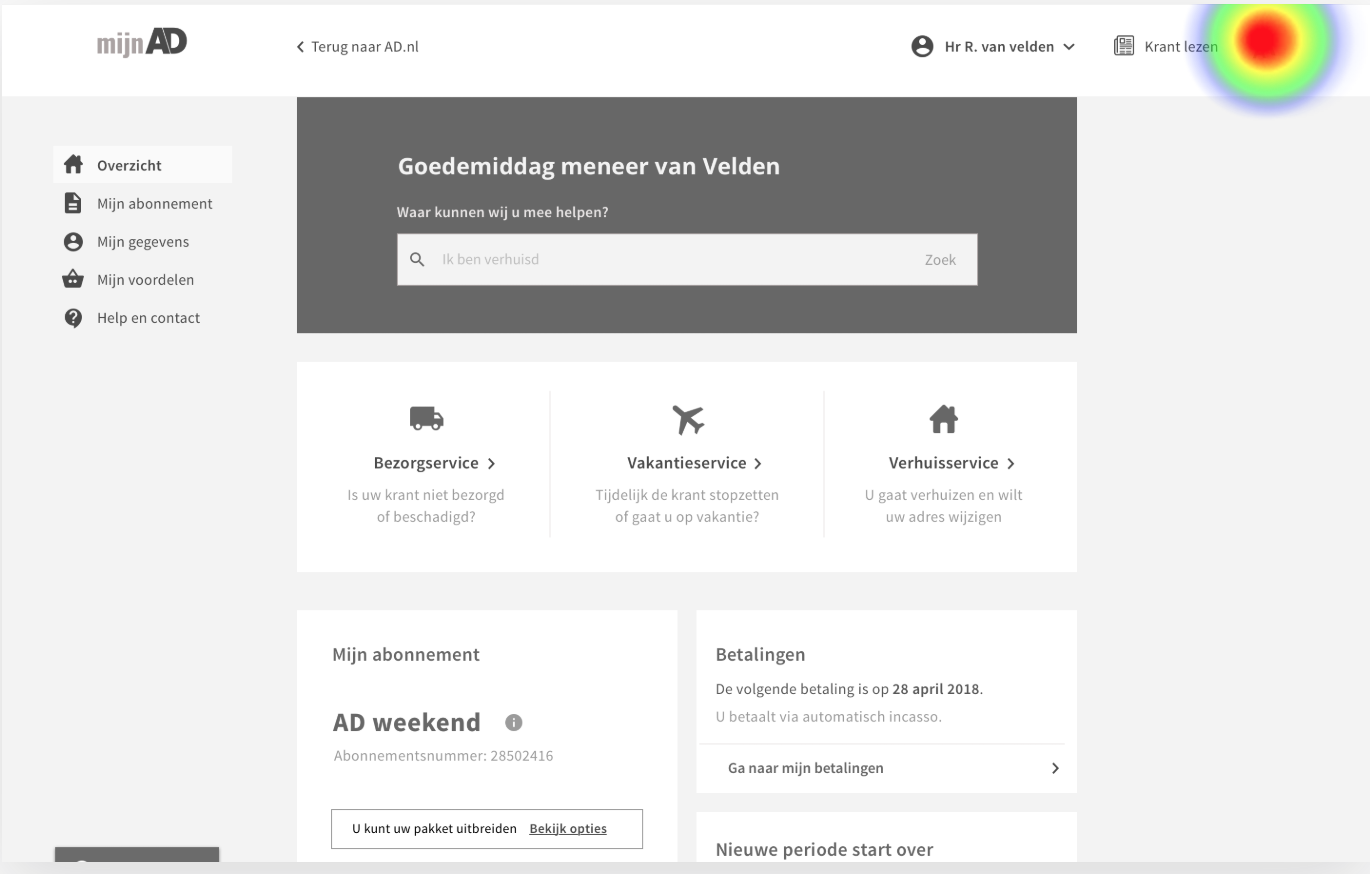 mijnAD
Terug naar AD.nl
Hr R. van velden
Krant lezen
Overzicht
Mijn abonnement
Mijn gegevens
Mijn voordelen
Help en contact
Goedemiddag meneer van Velden
Waar kunnen wij u mee helpen?
Ik ben verhuisd
Zoek
Bezorgservice
Is uw krant niet bezorgd
of beschadigd?
Vakantieservice
Tijdelijk de krant stopzetten
of gaat u op vakantie?
Verhuisservice
U gaat verhuizen en wilt
uw adres wijzigen
Mijn abonnement
AD weekend
Abonnementsnummer: 28502416
U kunt uw pakket uitbreiden Bekijk opties
Betalingen
De volgende betaling is op 28 april 2018.
U betaalt via automatisch incasso.
Ga naar mijn betalingen
Nieuwe periode start over